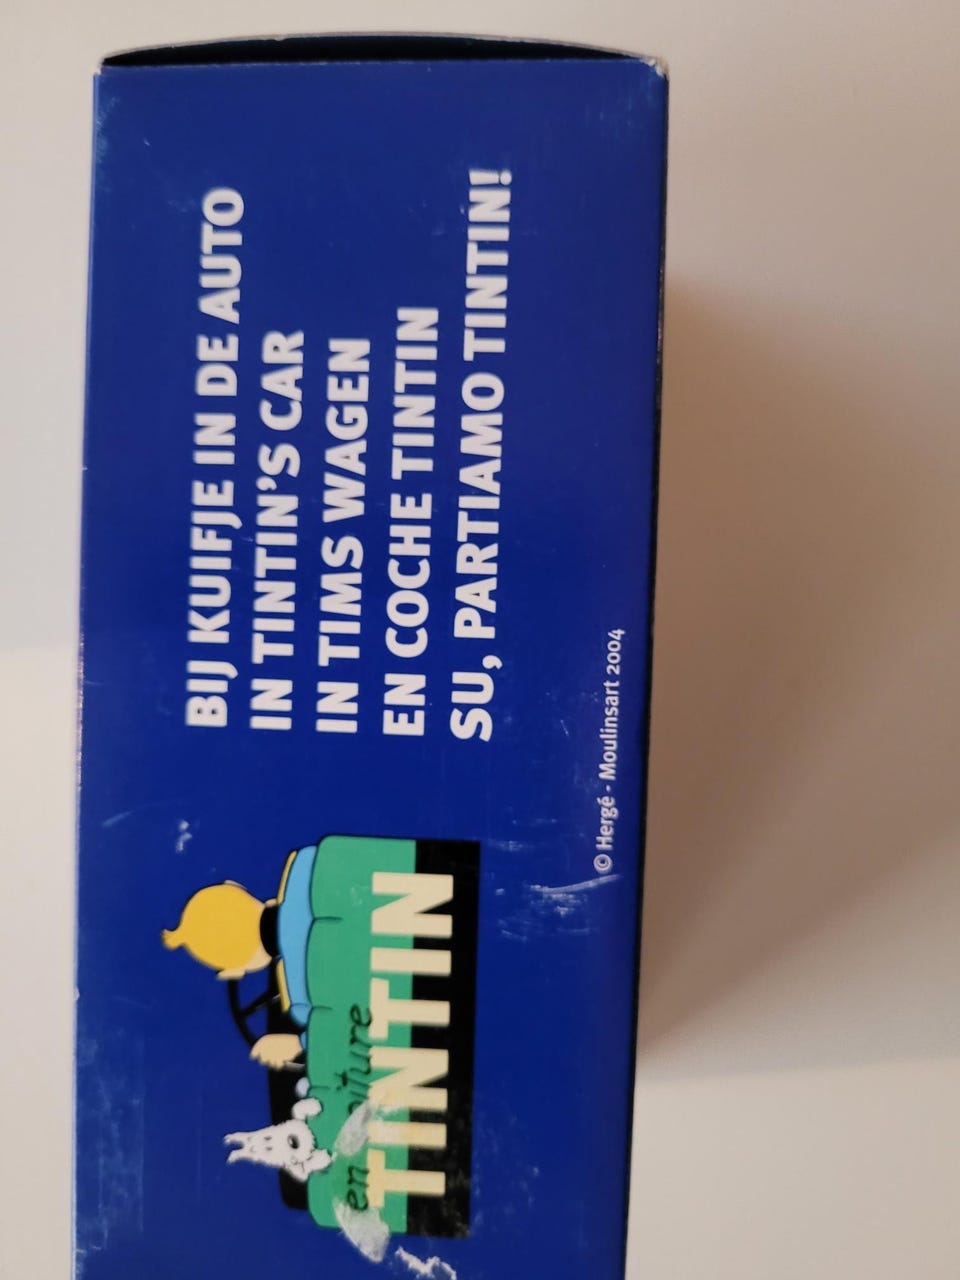 BIJ KUIFJE IN DE AUTO
IN TINTIN'S CAR
IN TIMS WAGEN
EN COCHE TINTIN
SU, PARTIAMO TINTIN!
© Hergé - Moulinsart 2004
en voiture
TINTIN